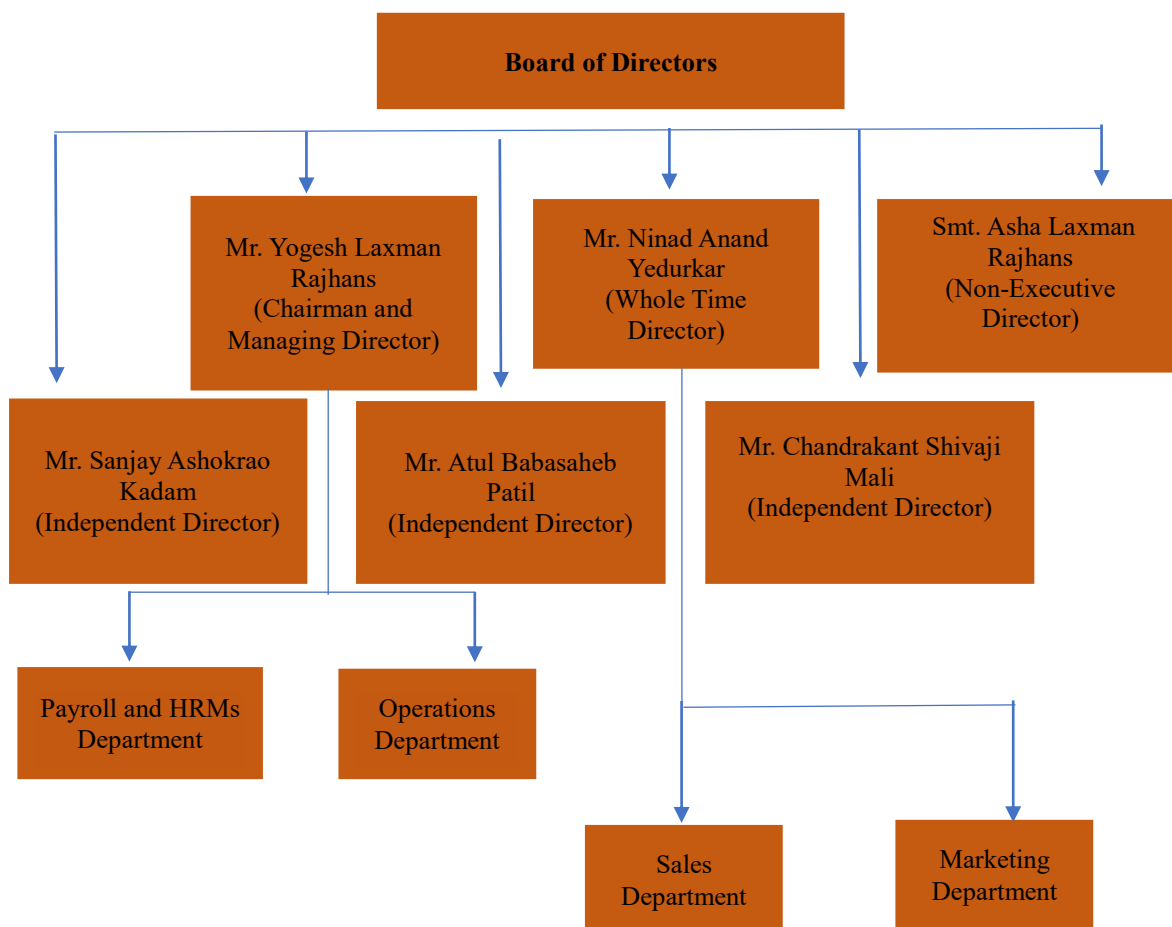 Board of Directors
Mr. Yogesh Laxman
Rajhans
(Chairman and
Managing Director)
Mr. Ninad Anand
Yedurkar
(Whole Time
Director)
Smt. Asha Laxman
Rajhans
(Non-Executive
Director)
Mr. Sanjay Ashokrao
Kadam
(Independent Director)
Mr. Atul Babasaheb
Patil
(Independent Director)
Mr. Chandrakant Shivaji
Mali
(Independent Director)
Payroll and HRMs
Department
Operations
Department
Sales
Department
Marketing
Department